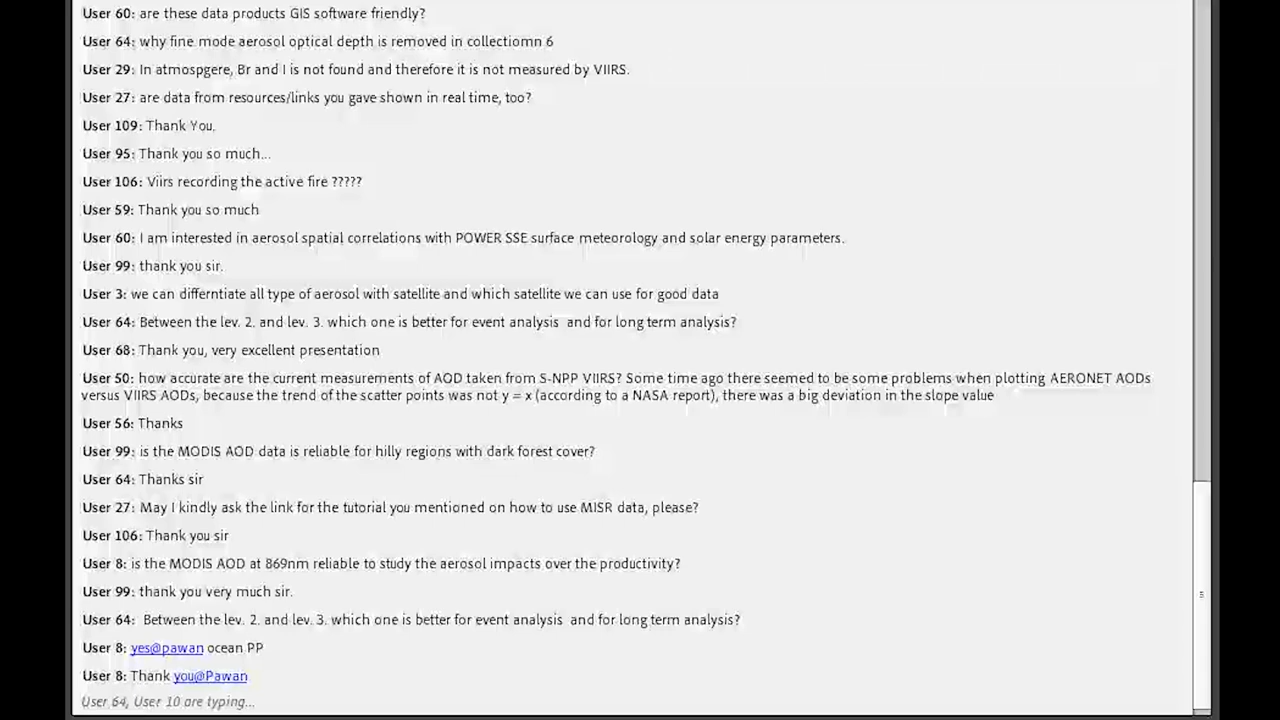 User 60: are these data products GIS software friendly?
User 64: why fine mode aerosol optical depth is removed in collectiomn 6
User 29: In atmospgere, Br and I is not found and therefore it is not measured by VIIRS.
User 27: are data from resources/links you gave shown in real time, too?
User 109: Thank You,
User 95: Thank you so much...
User 106: Viirs recording the active fire ?????
User 59: Thank you so much
User 60: I am interested in aerosol spatial correlations with POWER SSE surface meteorology and solar energy parameters.
User 99: thank you sir.
User 3: we can differntiate all type of aerosol with satellite and which satellite we can use for good data
User 64: Between the lev. 2. and lev. 3. which one is better for event analysis  and for long term analysis?
User 68: Thank you, very excellent presentation
User 50: how accurate are the current measurements of AOD taken from S-NPP VIIRS? Some time ago there seemed to be some problems when plotting AERONET AODs
versus VIIRS AODs, because the trend of the scatter points was not y = x (according to a NASA report), there was a big deviation in the slope value
User 56: Thanks
User 99: is the MODIS AOD data is reliable for hilly regions with dark forest cover?
User 64: Thanks sir
User 27: May I kindly ask the link for the tutorial you mentioned on how to use MISR data, please?
User 106: Thank you sir
User 8: is the MODIS AOD at 869nm reliable to study the aerosol impacts over the productivity?
User 99: thank you very much sir.
User 64:  Between the lev. 2. and lev. 3. which one is better for event analysis  and for long term analysis?
User 8: yes@pawan ocean PP
User 8: Thank you@Pawan
User 64, User 10 are typing...